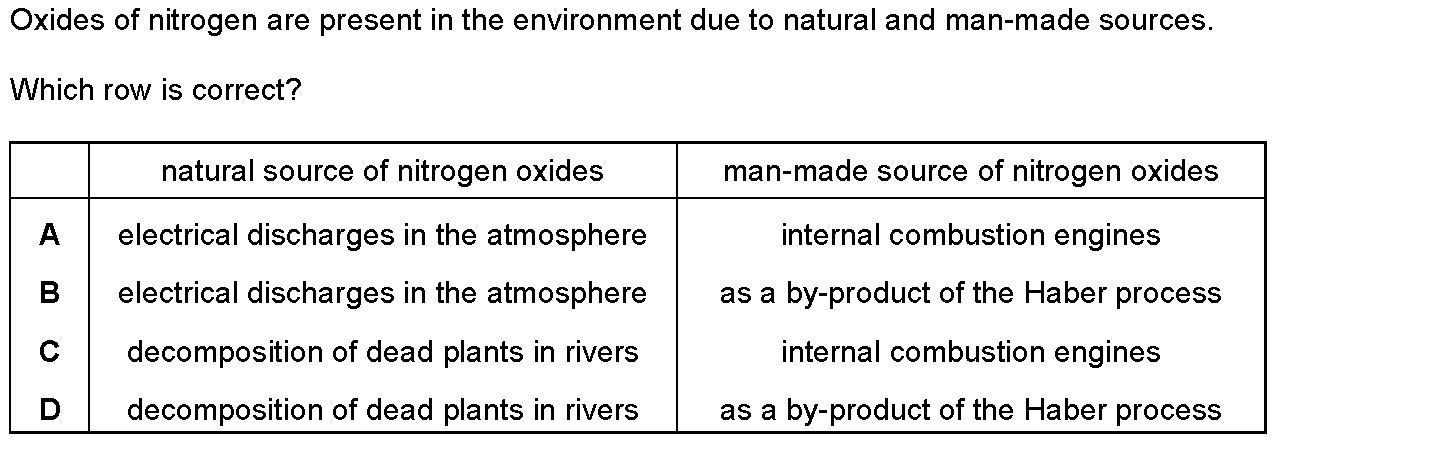 Oxides of nitrogen are present in the environment due to natural and man-made sources.
Which row is correct?
natural source of nitrogen oxides man-made source of nitrogen oxides
A electrical discharges in the atmosphere internal combustion engines
B electrical discharges in the atmosphere as a by-product of the Haber process
C decomposition of dead plants in rivers internal combustion engines
D decomposition of dead plants in rivers as a by-product of the Haber process